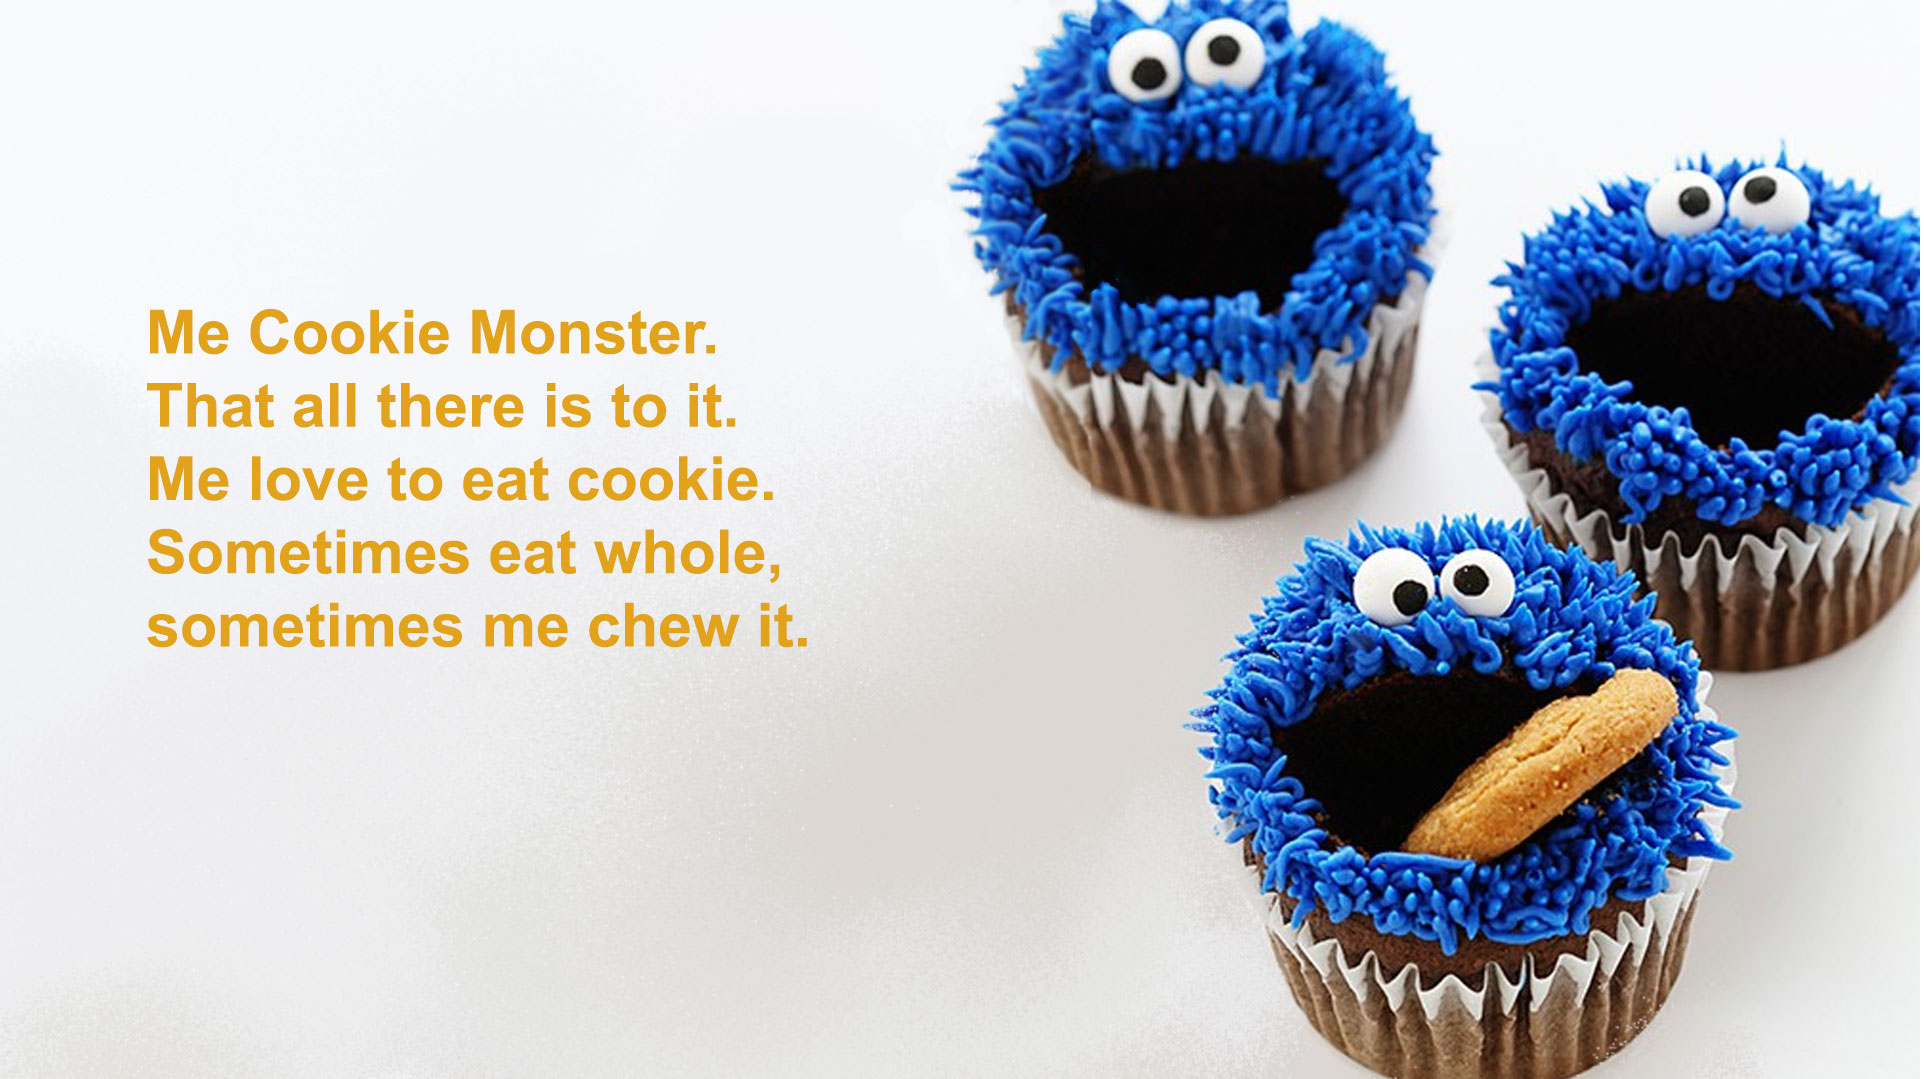 Me Cookie Monster.
That all there is to it.
Me love to eat cookie.
Sometimes eat whole,
sometimes me chew it.